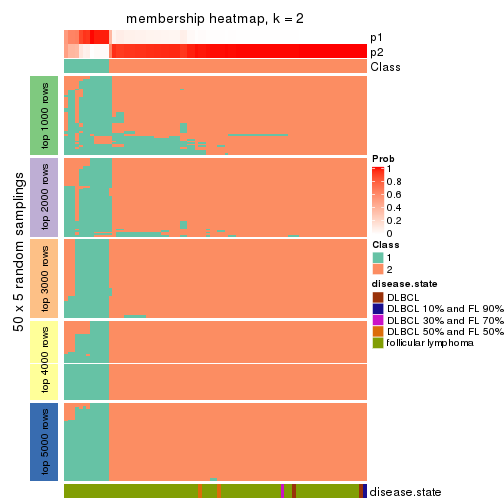 membership heatmap, k = 2
p1
p2
Class
50 x 5 random samplings
top 1000 rows
top 2000 rows
top 3000 rows
top 4000 rows
top 5000 rows
Prob
1
0.8
0.6
0.4
0.2
0
Class
1
2
disease.state
DLBCL
DLBCL 10% and FL 90%
DLBCL 30% and FL 70%
DLBCL 50% and FL 50%
follicular lymphoma
disease.state